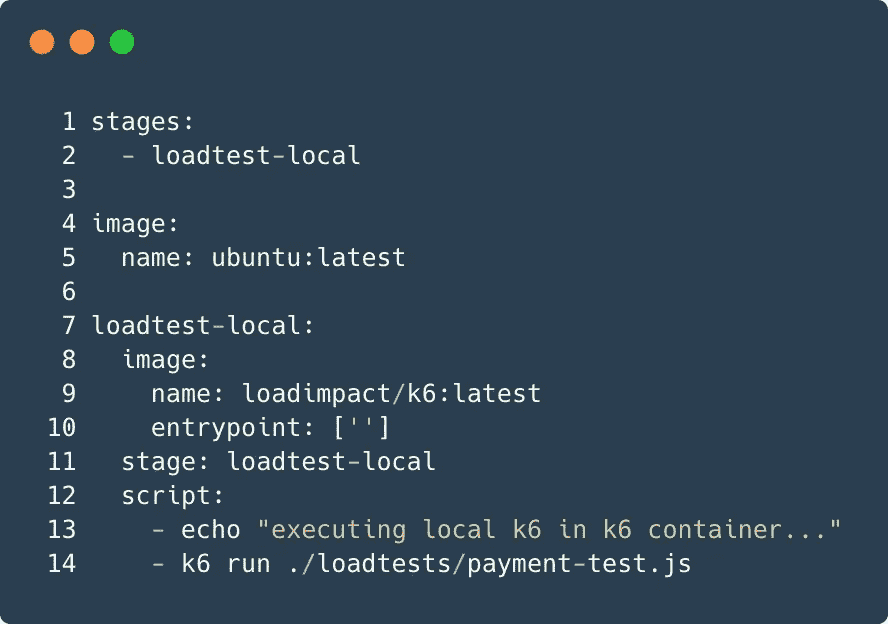 1 stages:
2   - loadtest-local
3
4 image:
5   name: ubuntu:latest
6
7 loadtest-local:
8   image:
9     name: loadimpact/k6:latest
10     entrypoint: ['']
11   stage: loadtest-local
12   script:
13     - echo "executing local k6 in k6 container..."
14     - k6 run ./loadtests/payment-test.js